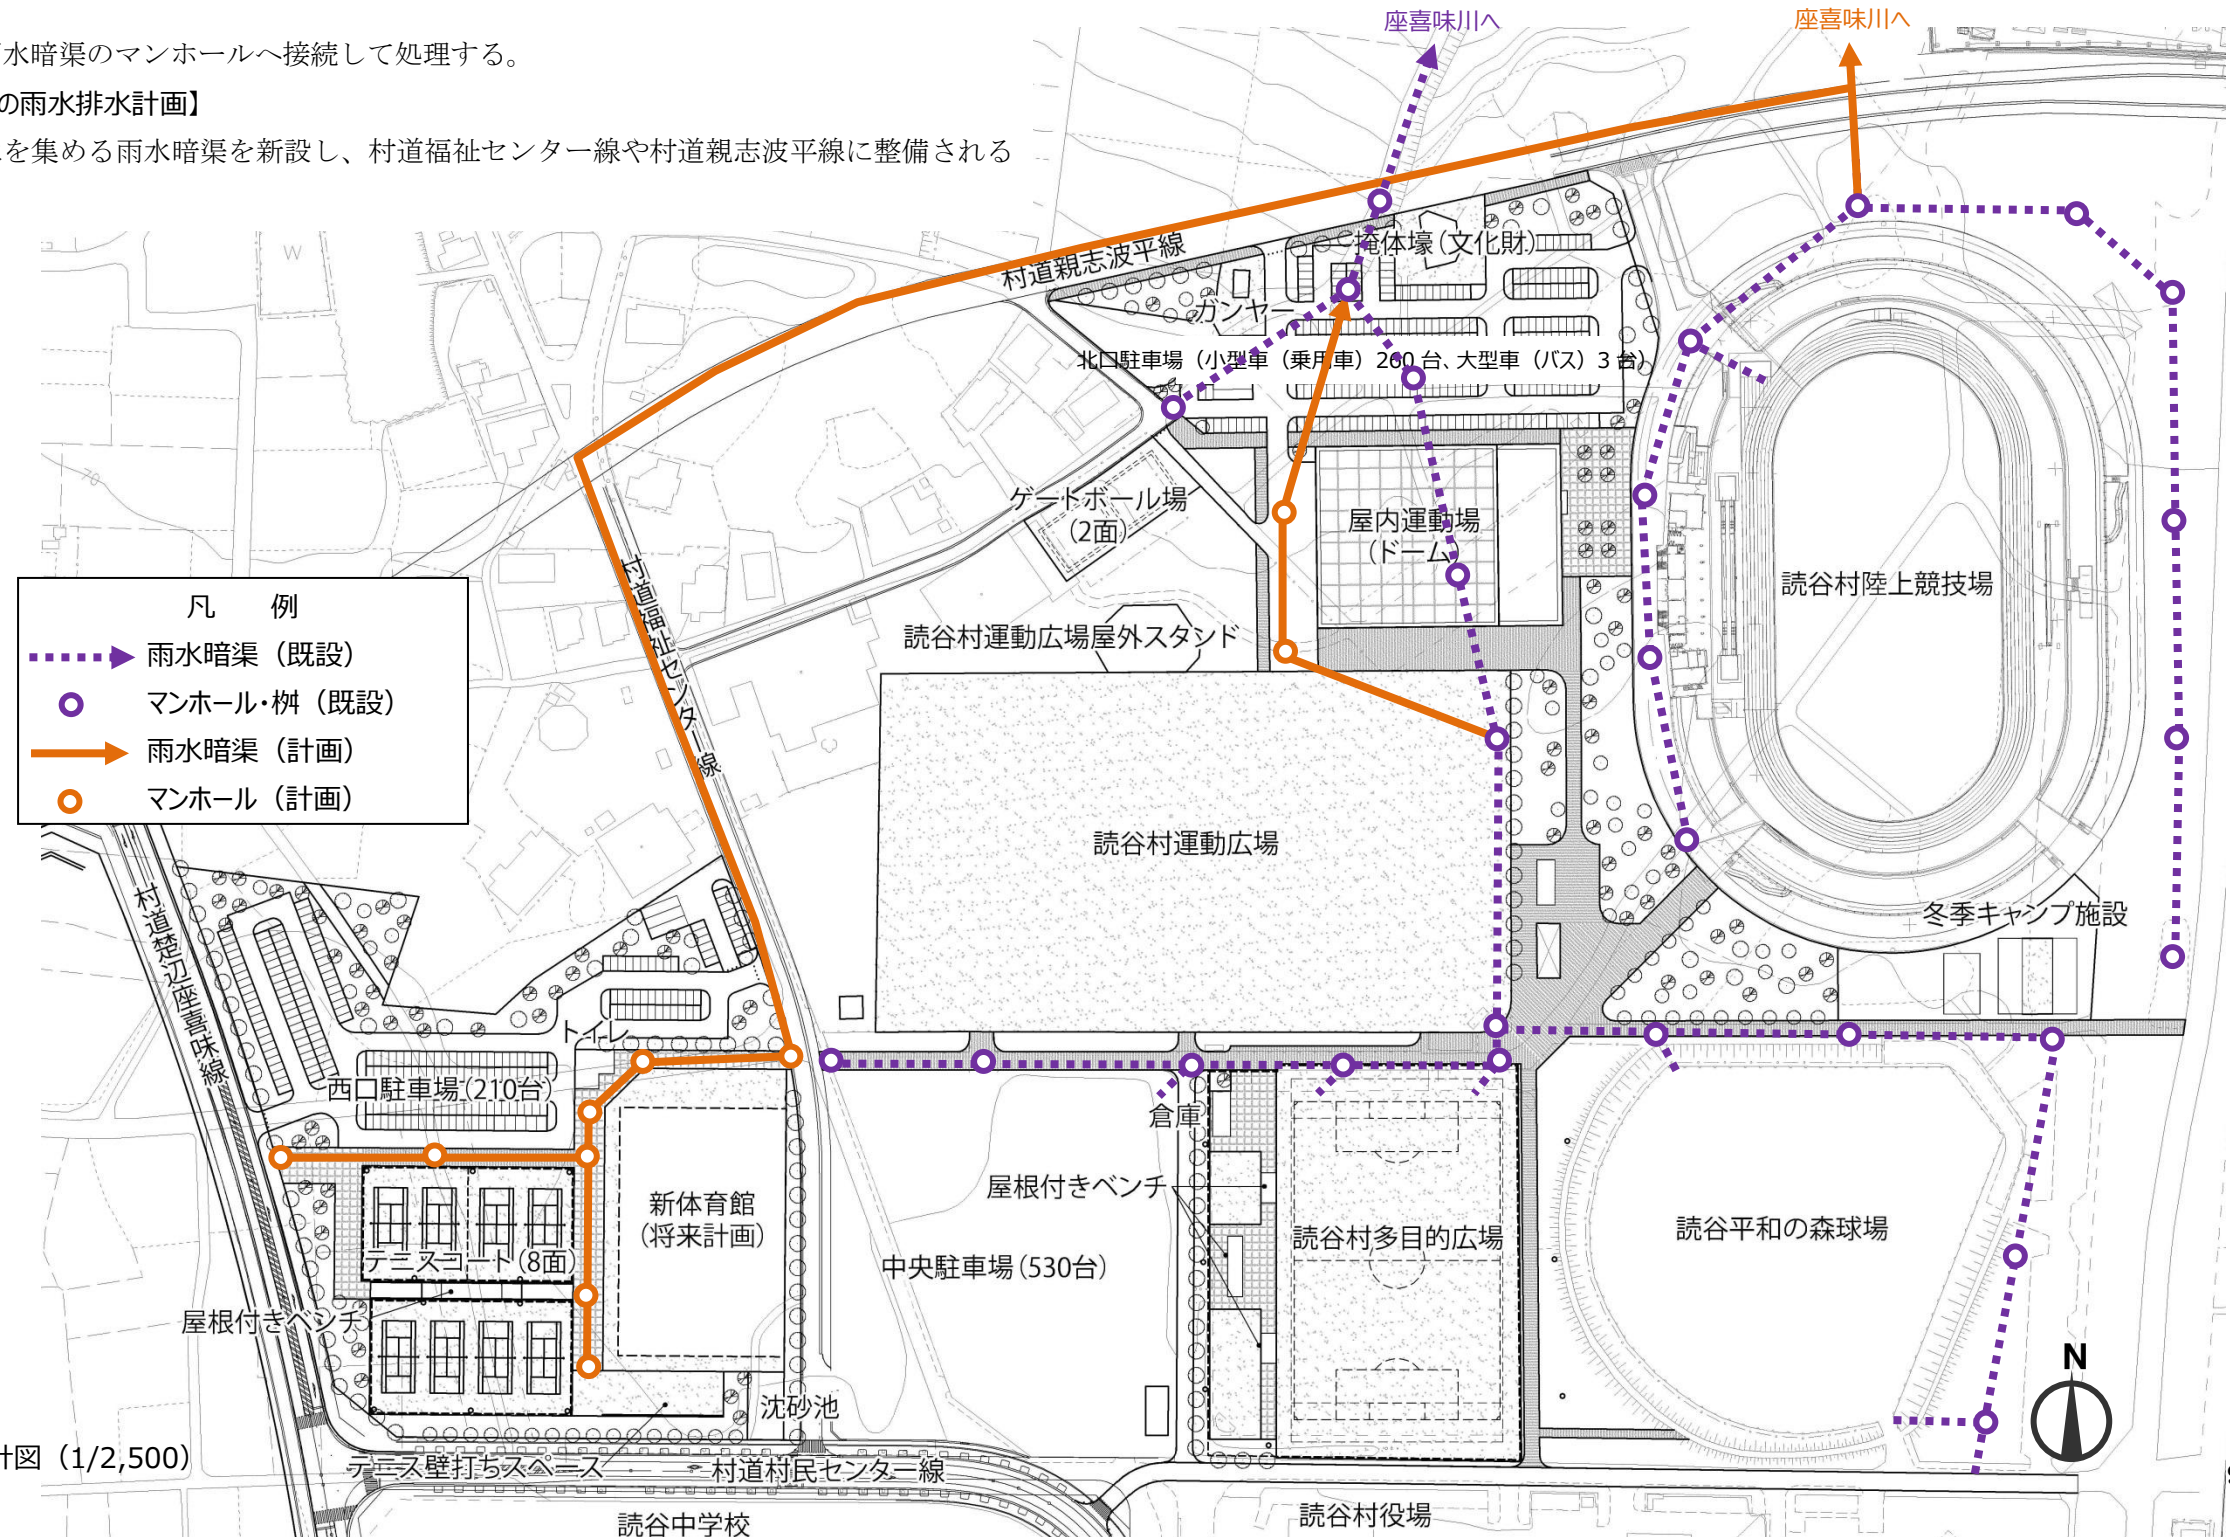 座喜味川へ
座喜味川へ
水暗渠のマンホールへ接続して処理する。
の雨水排水計画】
を集める雨水暗渠を新設し、村道福祉センター線や村道親志波平線に整備される
村道親志波平線
掩体壕(文化財)
ガンヤー
北口駐車場（小型車（乗用車）260台、大型車（バス）3台）
ゲートボール場
(2面)
屋内運動場
(ドーム)
読谷村陸上競技場
村道福祉センター線
凡 例
雨水暗渠（既設）
マンホール・桝（既設）
雨水暗渠（計画）
マンホール（計画）
読谷村運動広場屋外スタンド
読谷村運動広場
冬季キャンプ施設
村道楚辺座喜味線
トイレ
西口駐車場(210台)
倉庫
新体育館
(将来計画)
屋根付きベンチ
読谷村多目的広場
読谷平和の森球場
テニスコート(8面)
中央駐車場(530台)
屋根付きベンチ
N
沈砂池
計図（1/2,500）
テニス壁打ちスペース
村道村民センター線
読谷中学校
読谷村役場
W
70